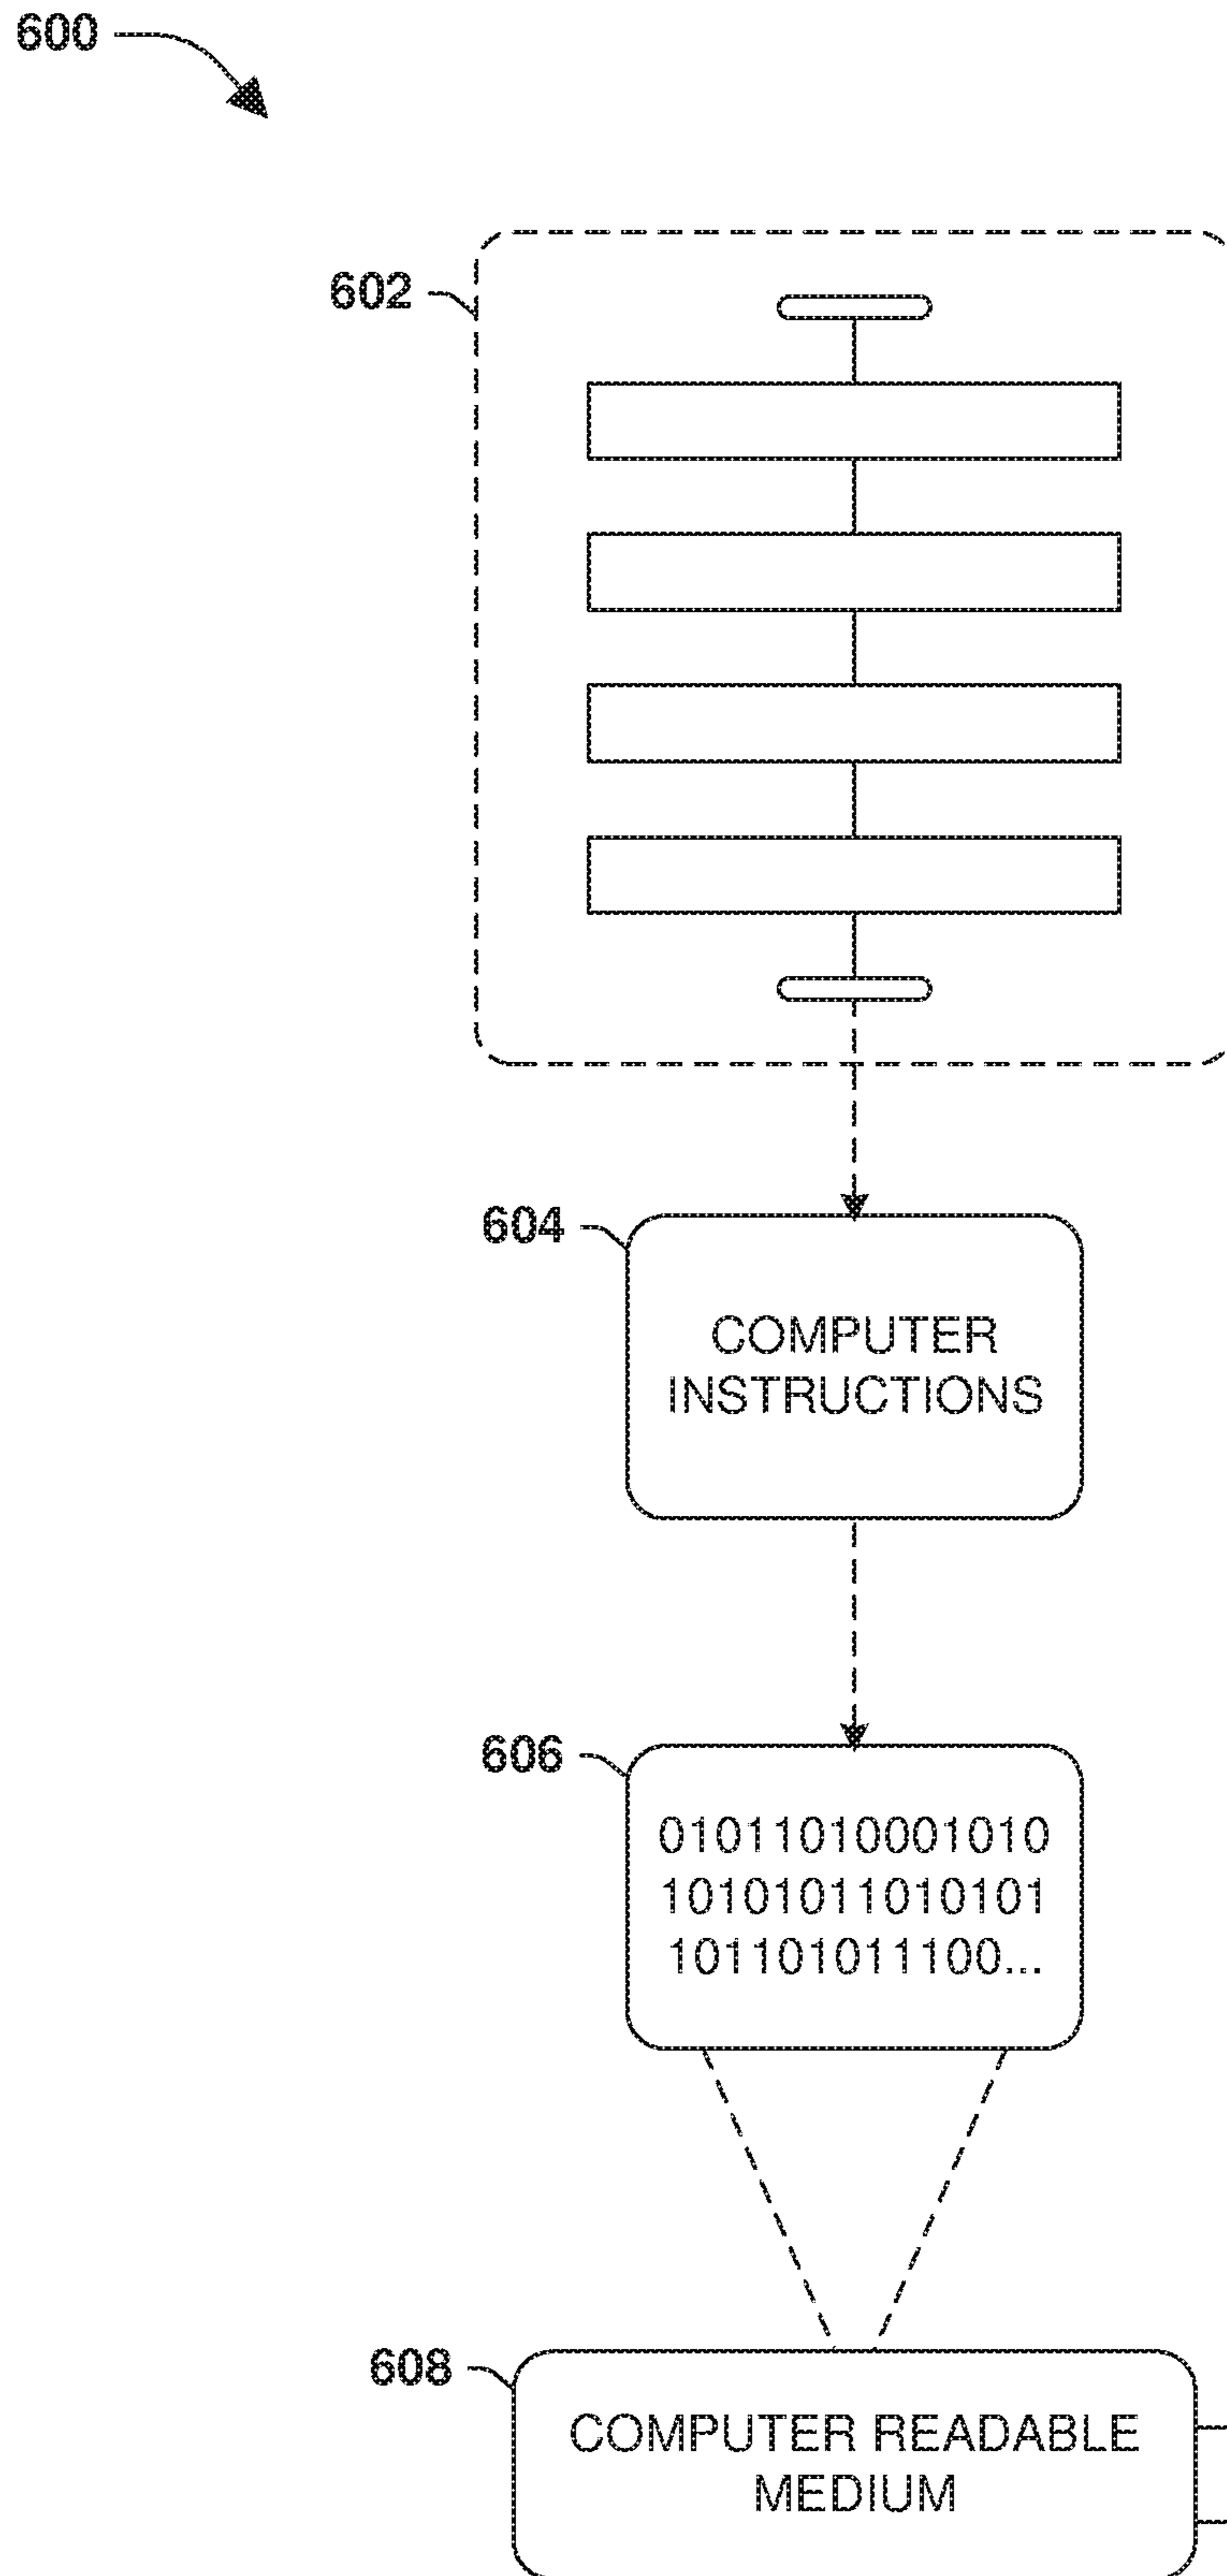 600
602
604
COMPUTER
INSTRUCTIONS
606
01011010001010
10101011010101
101101011100...
608
COMPUTER READABLE
MEDIUM